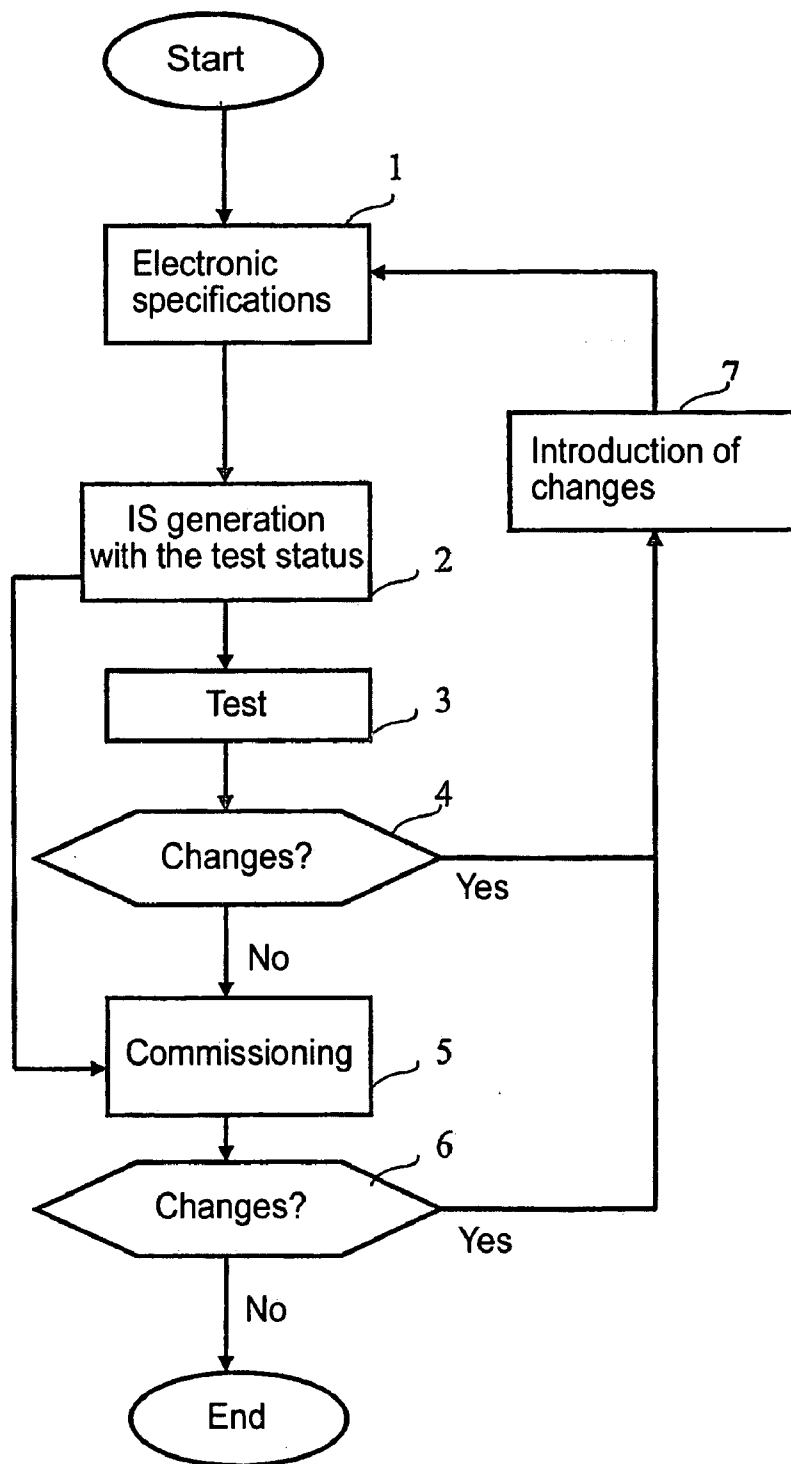 Start
1
Electronic
specifications
7
Introduction of
changes
IS generation
with the test status
2
Test
3
4
Changes?
Yes
No
Commissioning
5
6
Changes?
Yes
No
End